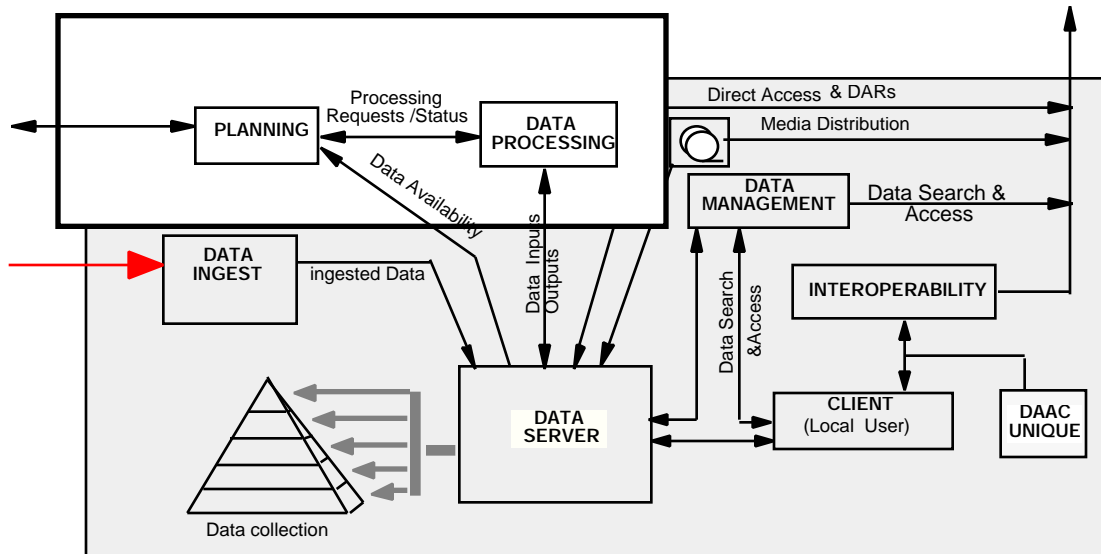 Direct Access & DARs
Processing
Requests /Status
PLANNING
DATA
PROCESSING
Media Distribution
Data Availability
DATA
MANAGEMENT
Data Search &
Access
DATA
INGEST
ingested Data
Data Inputs
Outputs
Data Search
&Access
INTEROPERABILITY
CLIENT
(Local User)
DAAC
UNIQUE
DATA
SERVER
Data collection